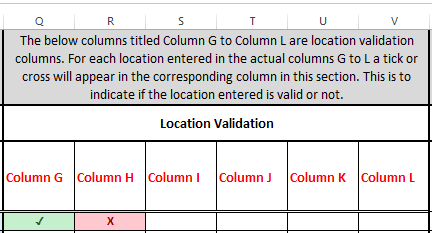 Q R S T U V
The below columns titled Column G to Column L are location validation
columns. For each location entered in the actual columns G to L a tick or
cross will appear in the corresponding column in this section. This is to
indicate if the location entered is valid or not.
Location Validation
Column G Column H Column I Column J Column K Column L
✓ X